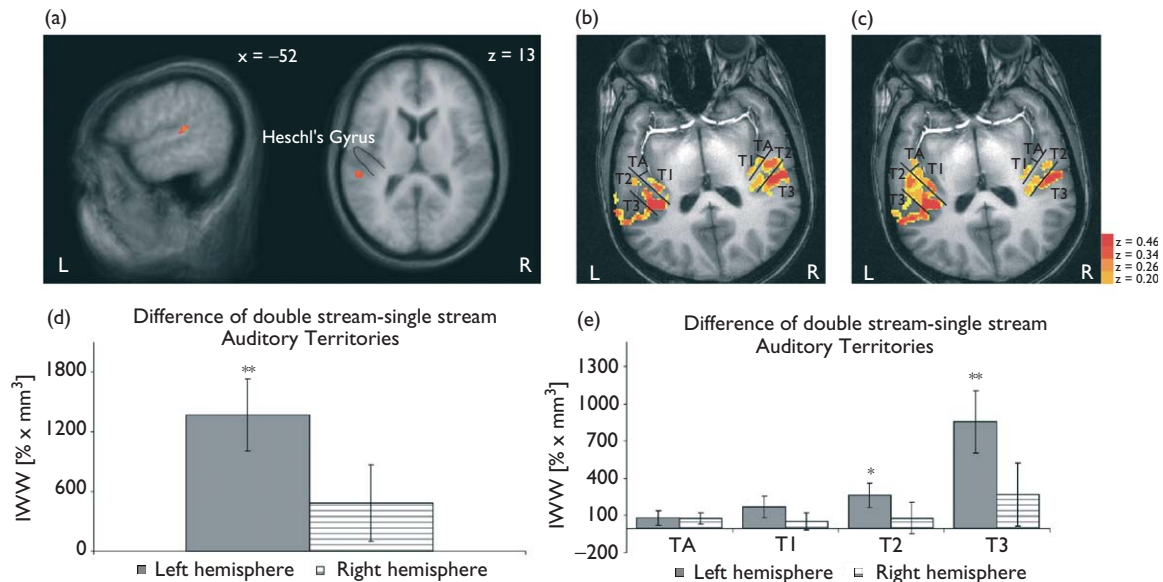 (a)
x = –52
z = 13
Heschl's Gyrus
L
R
(b)
TA
T2
T1
T3
TA
T2
T1
T3
L
R
(c)
TA
T2
T1
T3
TA
T2
T1
T3
L
R
z = 0.46
z = 0.34
z = 0.26
z = 0.20
(d)
Difference of double stream-single stream
Auditory Territories
IWW [% x mm³]
1800
1200
600
0
**
Left hemisphere
Right hemisphere
(e)
Difference of double stream-single stream
Auditory Territories
IWW [% x mm³]
1300
1000
700
400
100
–200
*
**
TA T1 T2 T3
Left hemisphere
Right hemisphere